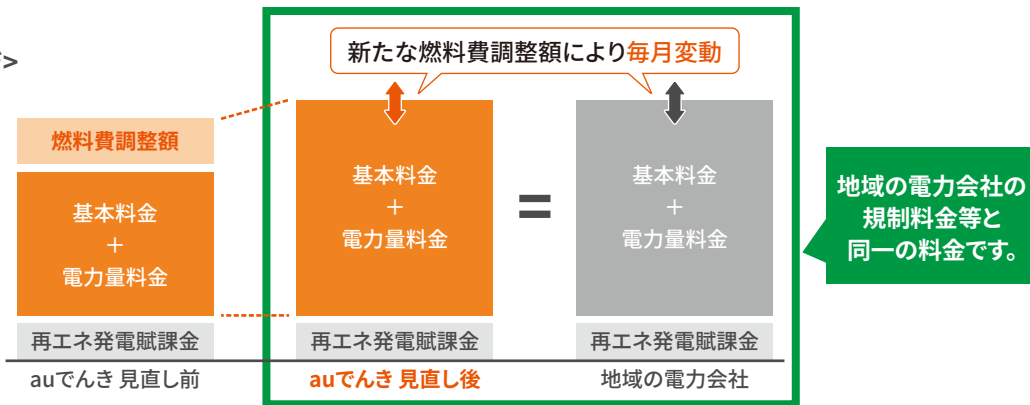 >
新たな燃料費調整額により毎月変動
燃料費調整額
基本料金
+
電力量料金
再エネ発電賦課金
auでんき 見直し前
基本料金
+
電力量料金
再エネ発電賦課金
auでんき 見直し後
=
基本料金
+
電力量料金
再エネ発電賦課金
地域の電力会社
地域の電力会社の
規制料金等と
同一の料金です。